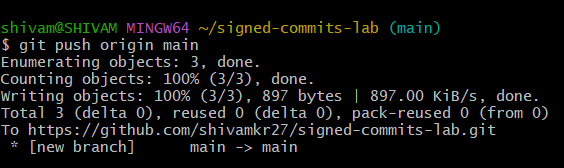 shivam@SHIVAM MINGW64 ~/signed-commits-lab (main)
$ git push origin main
Enumerating objects: 3, done.
Counting objects: 100% (3/3), done.
Writing objects: 100% (3/3), 897 bytes | 897.00 KiB/s, done.
Total 3 (delta 0), reused 0 (delta 0), pack-reused 0 (from 0)
To https://github.com/shivamkr27/signed-commits-lab.git
 * [new branch]      main -> main